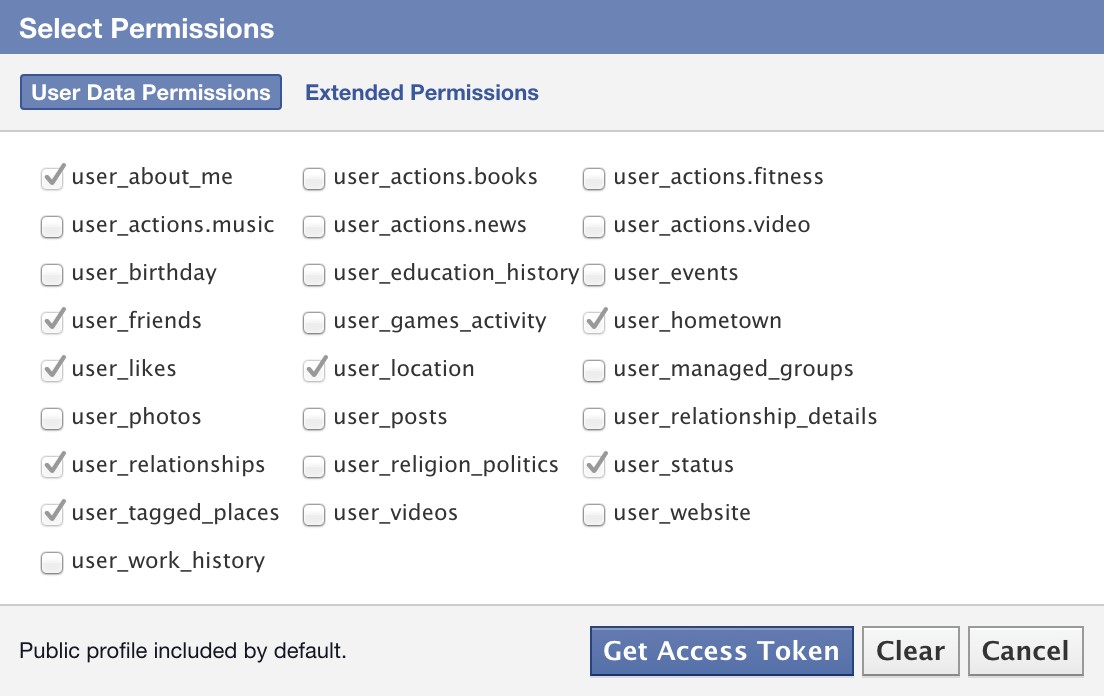 Select Permissions
User Data Permissions Extended Permissions
user_about_me user_actions.books user_actions.fitness
user_actions.music user_actions.news user_actions.video
user_birthday user_education_history user_events
user_friends user_games_activity user_hometown
user_likes user_location user_managed_groups
user_photos user_posts user_relationship_details
user_relationships user_religion_politics user_status
user_tagged_places user_videos user_website
user_work_history
Public profile included by default. Get Access Token Clear Cancel